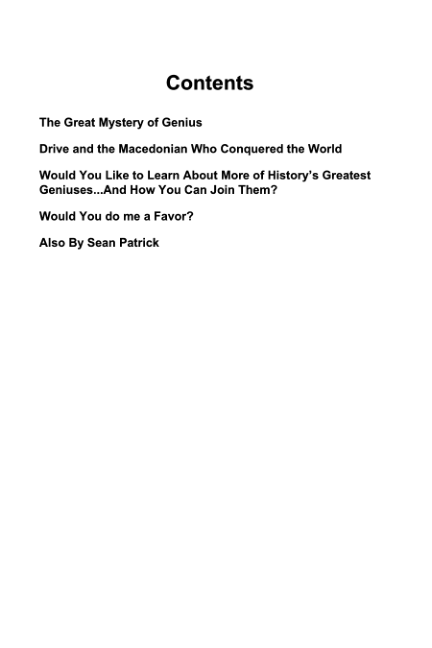 Contents
The Great Mystery of Genius
Drive and the Macedonian Who Conquered the World
Would You Like to Learn About More of History’s Greatest
Geniuses...And How You Can Join Them?
Would You do me a Favor?
Also By Sean Patrick